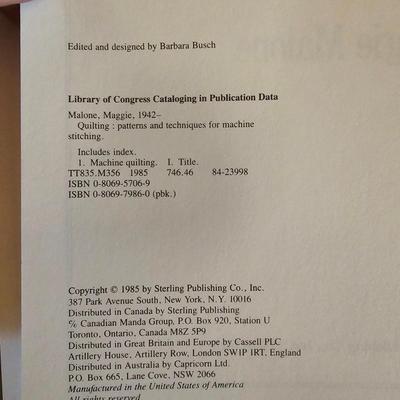 Edited and designed by Barbara Busch
Library of Congress Cataloging in Publication Data
Malone, Maggie, 1942–
Quilting : patterns and techniques for machine
stitching.
Includes index.
1. Machine quilting. I. Title.
TT835.M356 1985 746.46 84-23998
ISBN 0-8069-5706-9
ISBN 0-8069-7986-0 (pbk.)
Copyright © 1985 by Sterling Publishing Co., Inc.
387 Park Avenue South, New York, N.Y. 10016
Distributed in Canada by Sterling Publishing
℅ Canadian Manda Group, P.O. Box 920, Station U
Toronto, Ontario, Canada M8Z 5P9
Distributed in Great Britain and Europe by Cassell PLC
Artillery House, Artillery Row, London SW1P 1RT, England
Distributed in Australia by Capricorn Ltd.
P.O. Box 665, Lane Cove, NSW 2066
Manufactured in the United States of America
All rights reserved